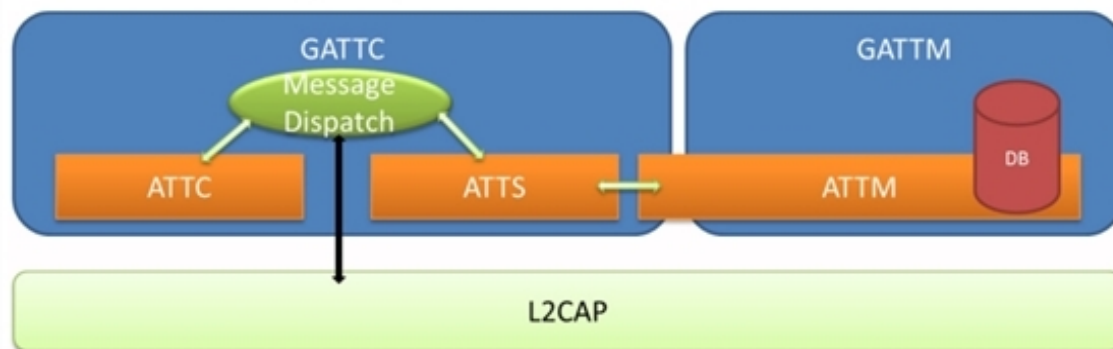 GATTC
GATTM
Message
Dispatch
DB
ATTC
ATTS
ATTM
L2CAP